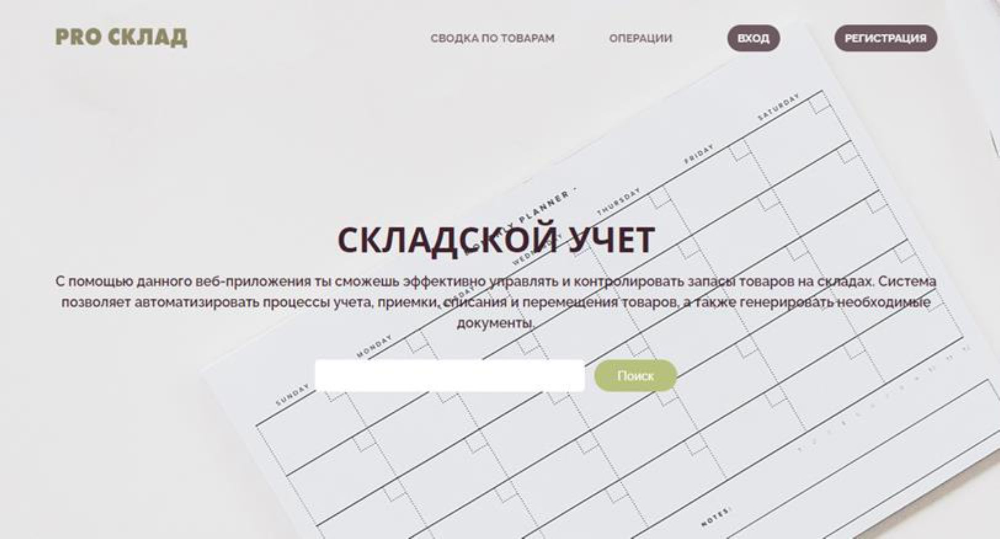 PRO СКЛАД
СВОДКА ПО ТОВАРАМ
ОПЕРАЦИИ
ВХОД
РЕГИСТРАЦИЯ
SATURDAY
FRIDAY
THURSDAY
PLANNER -
СКЛАДСКОЙ УЧЕТ
С помощью данного веб-приложения ты сможешь эффективно управлять и контролировать запасы товаров на складах. Система
позволяет автоматизировать процессы учета, приемки, списания и перемещения товаров, а также генерировать необходимые
документы.
MONDAY
Поиск
SUNDAY
NOTES: